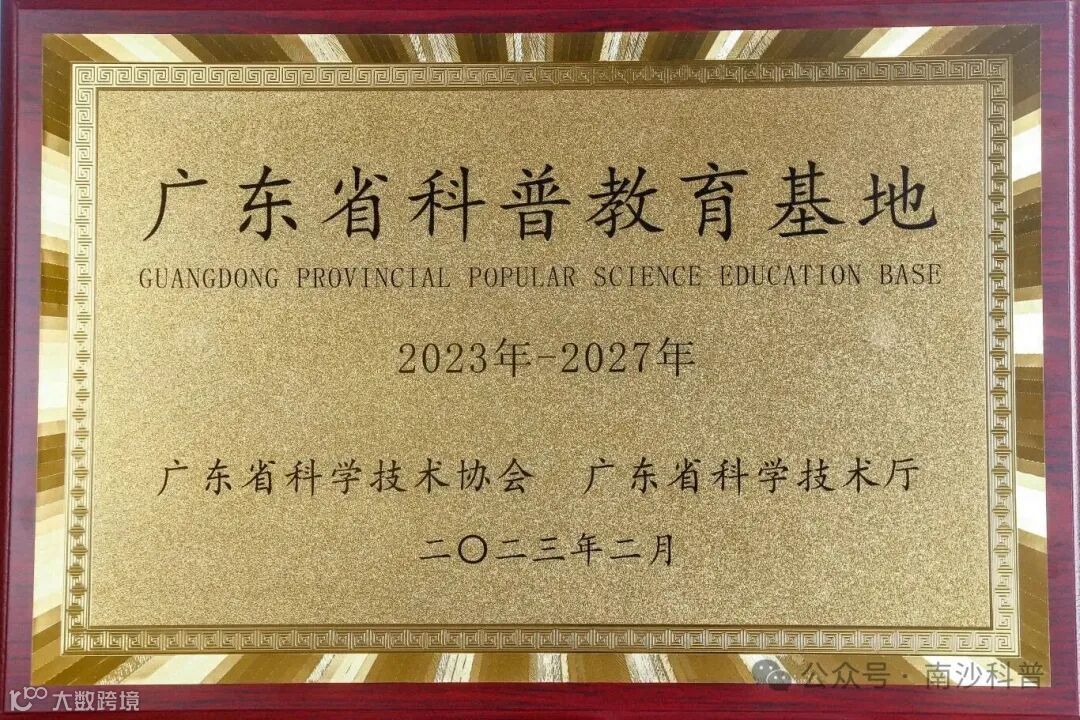 广东省科普教育基地
GUANGDONG PROVINCIAL POPULAR SCIENCE EDUCATION BASE
2023年-2027年
广东省科学技术协会 广东省科学技术厅
二〇二三年二月
公众号·南沙科普
大数跨境